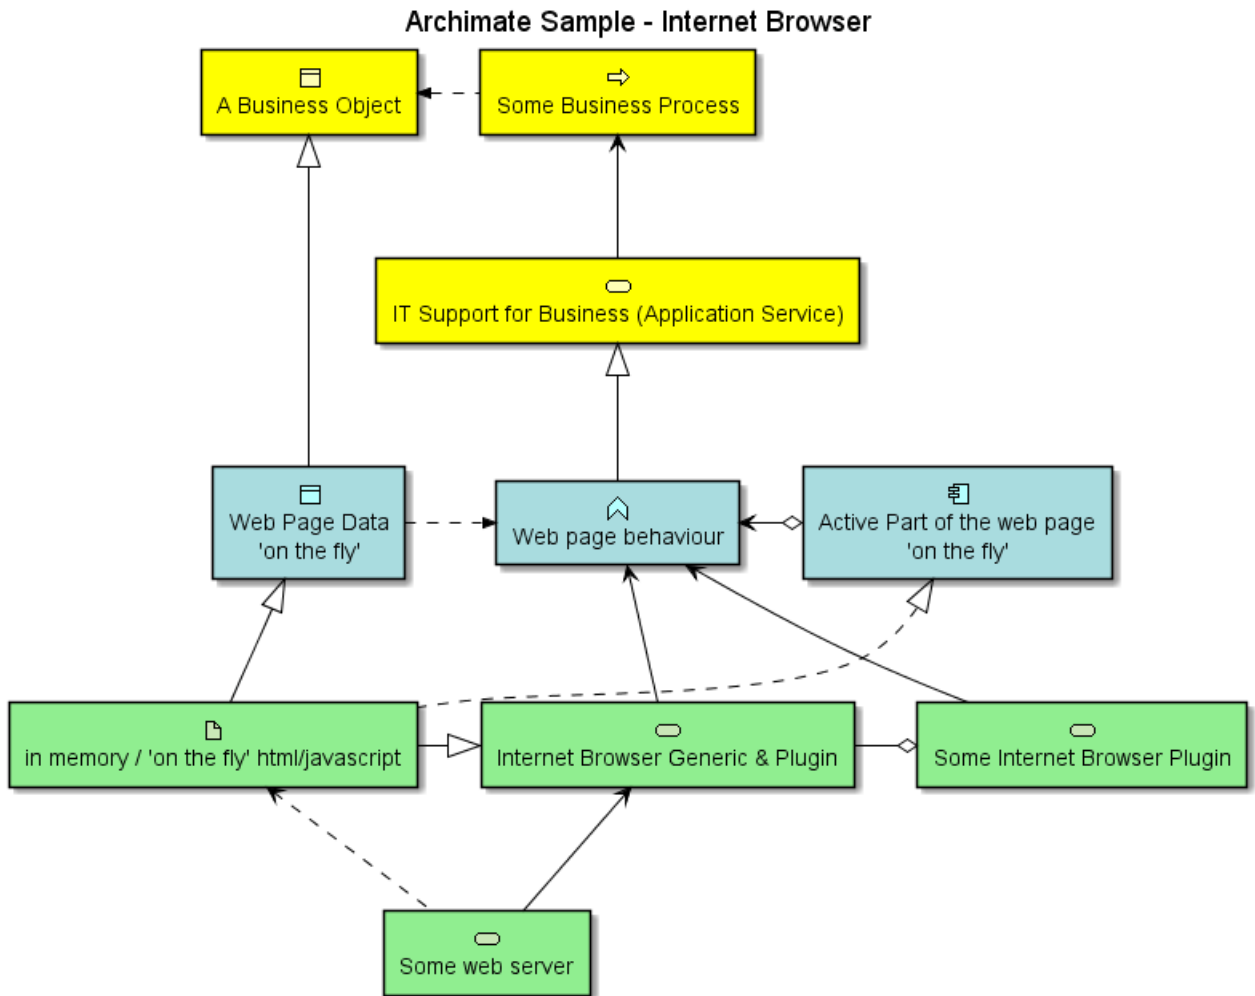 Archimate Sample - Internet Browser
A Business Object
Some Business Process
IT Support for Business (Application Service)
Web Page Data
'on the fly'
Web page behaviour
Active Part of the web page
'on the fly'
in memory / 'on the fly' html/javascript
Internet Browser Generic & Plugin
Some Internet Browser Plugin
Some web server